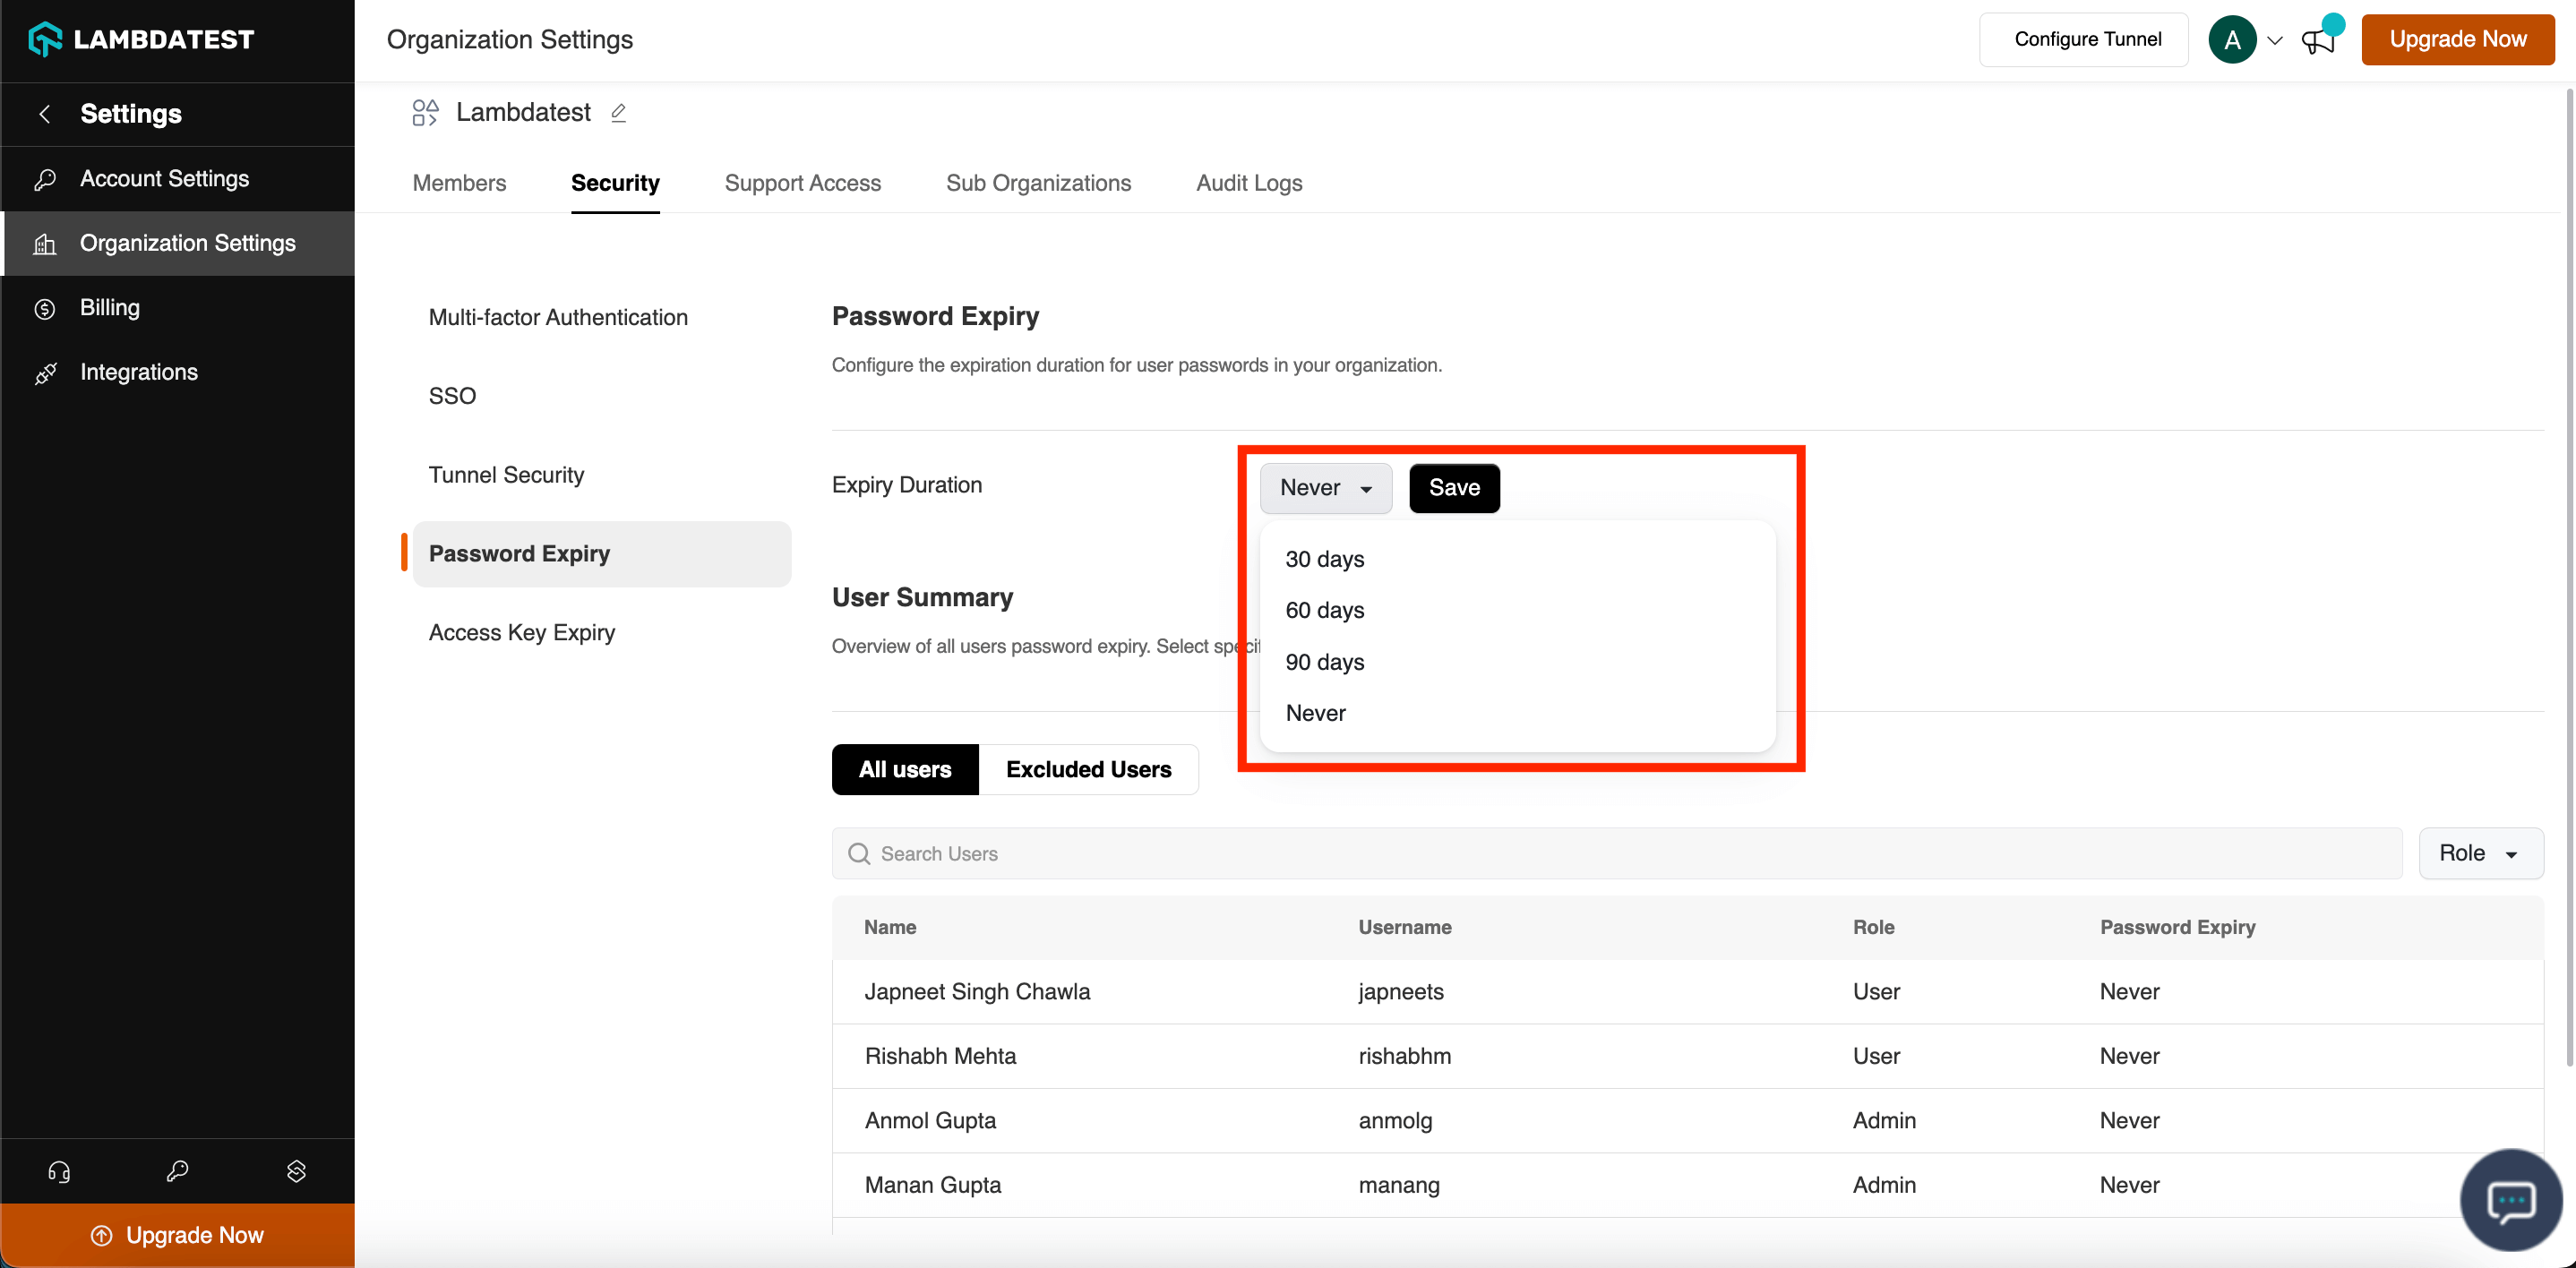 LAMBDATEST
Organization Settings
Configure Tunnel
A
Upgrade Now
Settings
Account Settings
Organization Settings
Billing
Integrations
Upgrade Now
Lambdatest
Members Security Support Access Sub Organizations Audit Logs
Multi-factor Authentication
SSO
Tunnel Security
Password Expiry
Access Key Expiry
Password Expiry
Configure the expiration duration for user passwords in your organization.
Expiry Duration
Never
Save
30 days
60 days
90 days
Never
User Summary
Overview of all users password expiry. Select specif
All users Excluded Users
Search Users
Role
Name Username Role Password Expiry
Japneet Singh Chawla japneets User Never
Rishabh Mehta rishabhm User Never
Anmol Gupta anmolg Admin Never
Manan Gupta manang Admin Never